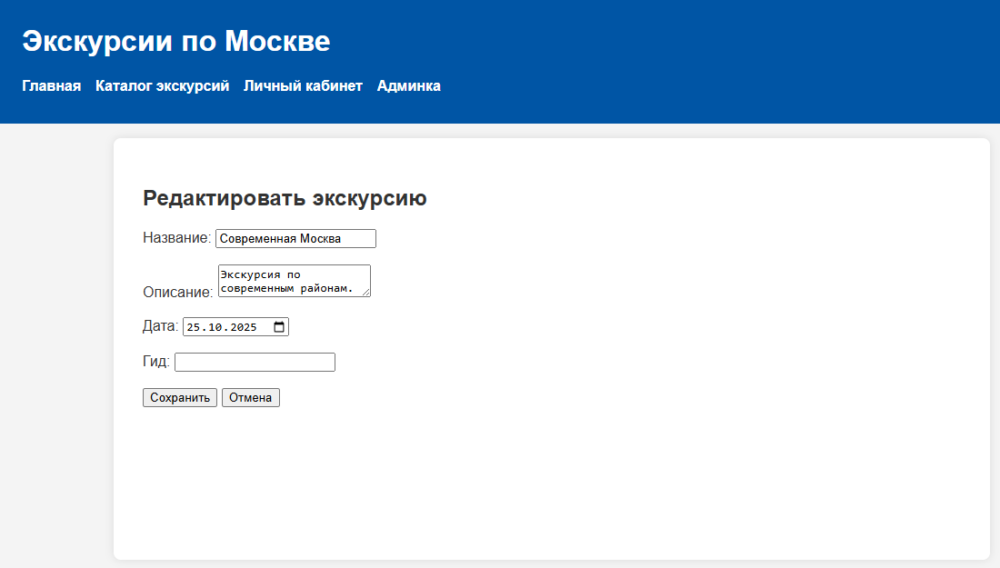 Экскурсии по Москве
Главная Каталог экскурсий Личный кабинет Админка
Редактировать экскурсию
Название: Современная Москва
Описание: Экскурсия по
современным районам.
Дата: 25.10.2025
Гид:
Сохранить Отмена